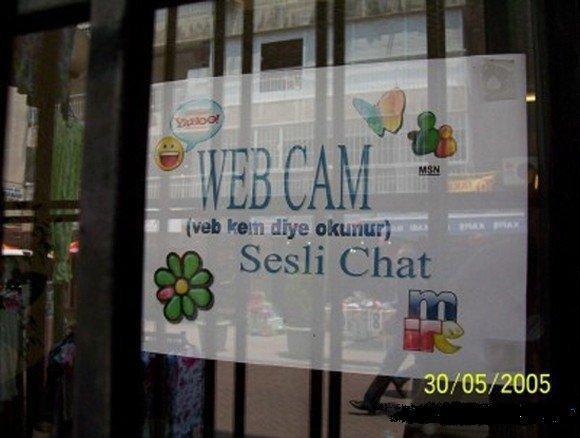 YAHOO!
MSN
WEB CAM
(veb kem diye okunur)
Sesli Chat
mirc
30/05/2005